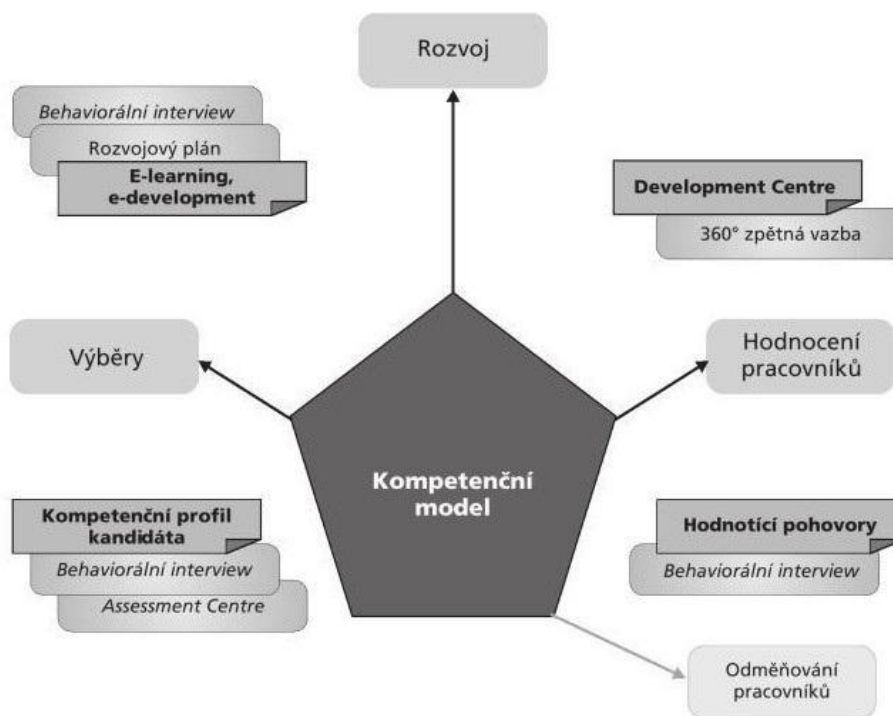 Rozvoj
Behaviorální interview
Rozvojový plán
E-learning,
e-development
Development Centre
360° zpětná vazba
Výběry
Hodnocení
pracovníků
Kompetenční
model
Kompetenční profil
kandidáta
Behaviorální interview
Assessment Centre
Hodnotící pohovory
Behaviorální interview
Odměňování
pracovníků